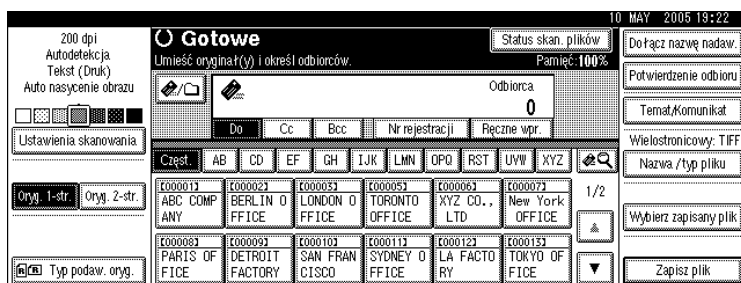 10 MAY 2005 19:22
200 dpi
Autodetekcja
Tekst (Druk)
Auto nasycenie obrazu
Ustawienia skanowania
Oryg. 1-str.
Oryg. 2-str.
Typ podaw. oryg.
Gotowe
Status skan. plików
Umieść oryginał(y) i określ odbiorców.
Pamięć:100%
Odbiorca
0
Do
Cc
Bcc
Nr rejestracji
Ręczne wpr.
Częst.
AB
CD
EF
GH
IJK
LMN
OPQ
RST
UVW
XYZ
[00001]
ABC COMP
ANY
[00002]
BERLIN O
FFICE
[00003]
LONDON O
FFICE
[00005]
TORONTO
OFFICE
[00006]
XYZ CO.,
LTD
[00007]
New York
OFFICE
1/2
[00008]
PARIS OF
FICE
[00009]
DETROIT
FACTORY
[00010]
SAN FRAN
CISCO
[00011]
SYDNEY O
FFICE
[00012]
LA FACTO
RY
[00013]
TOKYO OF
FICE
Dołącz nazwę nadaw.
Potwierdzenie odbioru
Temat/Komunikat
Wielostronicowy: TIFF
Nazwa /typ pliku
Wybierz zapisany plik
Zapisz plik